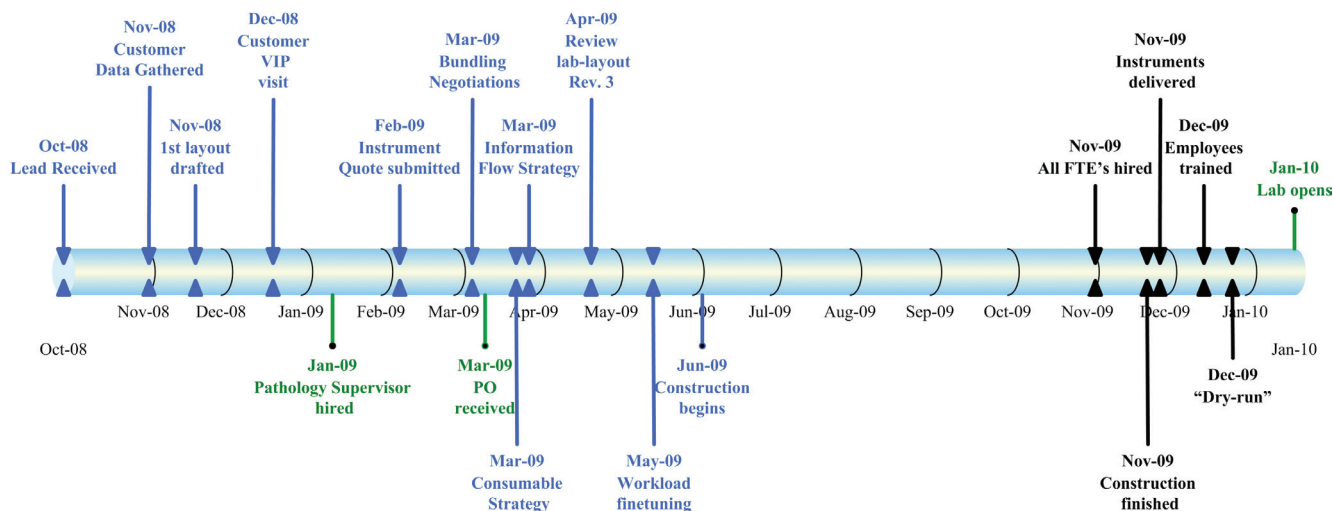 Nov-08
Customer
Data Gathered
Dec-08
Customer
VIP
visit
Mar-09
Bundling
Negotiations
Apr-09
Review
lab-layout
Rev. 3
Nov-09
Instruments
delivered
Oct-08
Lead Received
Nov-08
1st layout
drafted
Feb-09
Instrument
Quote submitted
Mar-09
Information
Flow Strategy
Nov-09
All FTE's hired
Dec-09
Employees
trained
Jan-10
Lab opens
Nov-08
Dec-08
Jan-09
Feb-09
Mar-09
Apr-09
May-09
Jun-09
Jul-09
Aug-09
Sep-09
Oct-09
Nov-09
Dec-09
Jan-10
Oct-08
Jan-10
Jan-09
Pathology Supervisor
hired
Mar-09
PO
received
Jun-09
Construction
begins
Dec-09
“Dry-run”
Mar-09
Consumable
Strategy
May-09
Workload
finetuning
Nov-09
Construction
finished